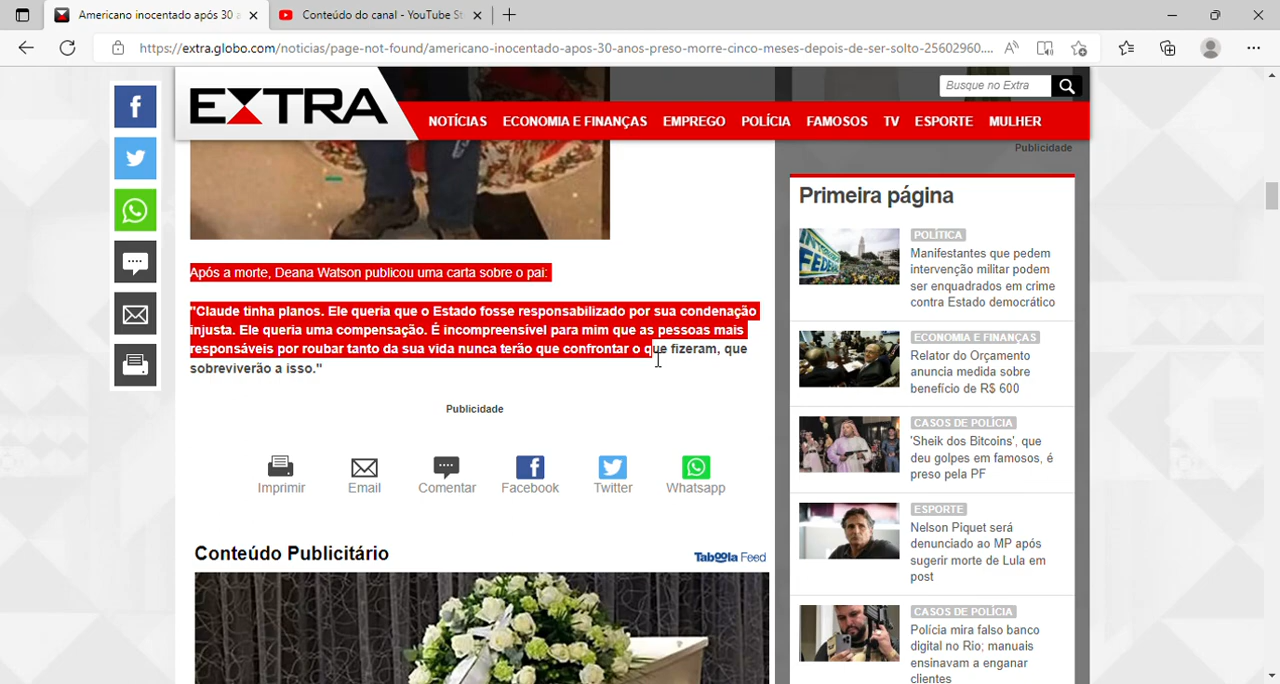 Americano inocentado após 30 a
Conteúdo do canal - YouTube St
https://extra.globo.com/noticias/page-not-found/americano-inocentado-apos-30-anos-preso-morre-cinco-meses-depois-de-ser-solto-25602960....
EXTRA
Busque no Extra
NOTÍCIAS ECONOMIA E FINANÇAS EMPREGO POLÍCIA FAMOSOS TV ESPORTE MULHER
Publicidade
Após a morte, Deana Watson publicou uma carta sobre o pai:
"Claude tinha planos. Ele queria que o Estado fosse responsabilizado por sua condenação
injusta. Ele queria uma compensação. É incompreensível para mim que as pessoas mais
responsáveis por roubar tanto da sua vida nunca terão que confrontar o que fizeram, que
sobreviverão a isso."
Publicidade
Imprimir Email Comentar Facebook Twitter Whatsapp
Conteúdo Publicitário
Taboola Feed
Primeira página
INTERVENÇÃO
FEDERAL
POLÍTICA
Manifestantes que pedem
intervenção militar podem
ser enquadrados em crime
contra Estado democrático
ECONOMIA E FINANÇAS
Relator do Orçamento
anuncia medida sobre
benefício de R$ 600
CASOS DE POLÍCIA
'Sheik dos Bitcoins', que
deu golpes em famosos, é
preso pela PF
ESPORTE
Nelson Piquet será
denunciado ao MP após
sugerir morte de Lula em
post
CASOS DE POLÍCIA
Polícia mira falso banco
digital no Rio; manuais
ensinavam a enganar
clientes